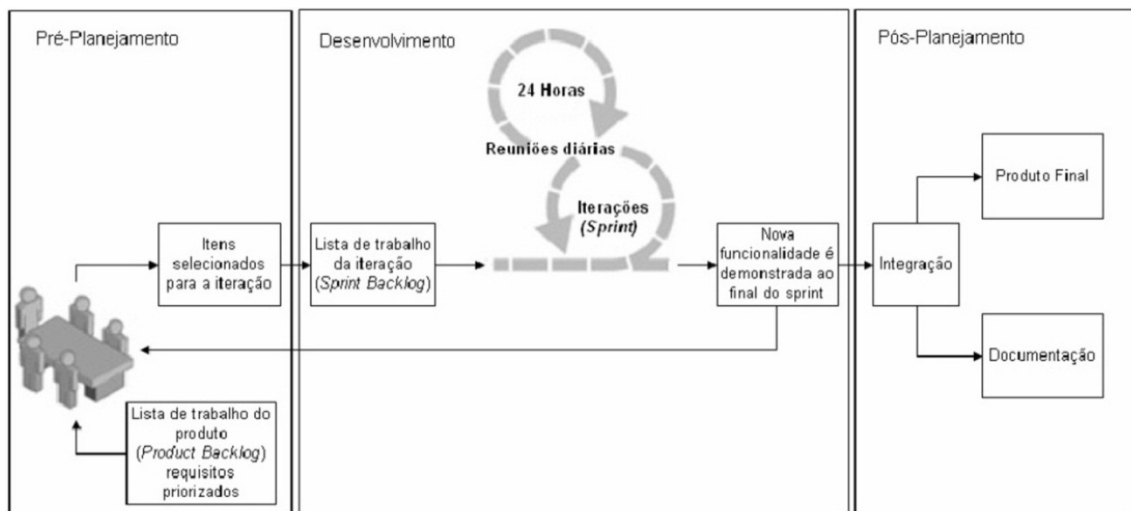 Pré-Planejamento
Desenvolvimento
Pós-Planejamento
24 Horas
Reuniões diárias
Iterações
(Sprint)
Itens
selecionados
para a iteração
Lista de trabalho
da iteração
(Sprint Backlog)
Nova
funcionalidade é
demonstrada ao
final do sprint
Integração
Produto Final
Documentação
Lista de trabalho do
produto
(Product Backlog)
requisitos
priorizados